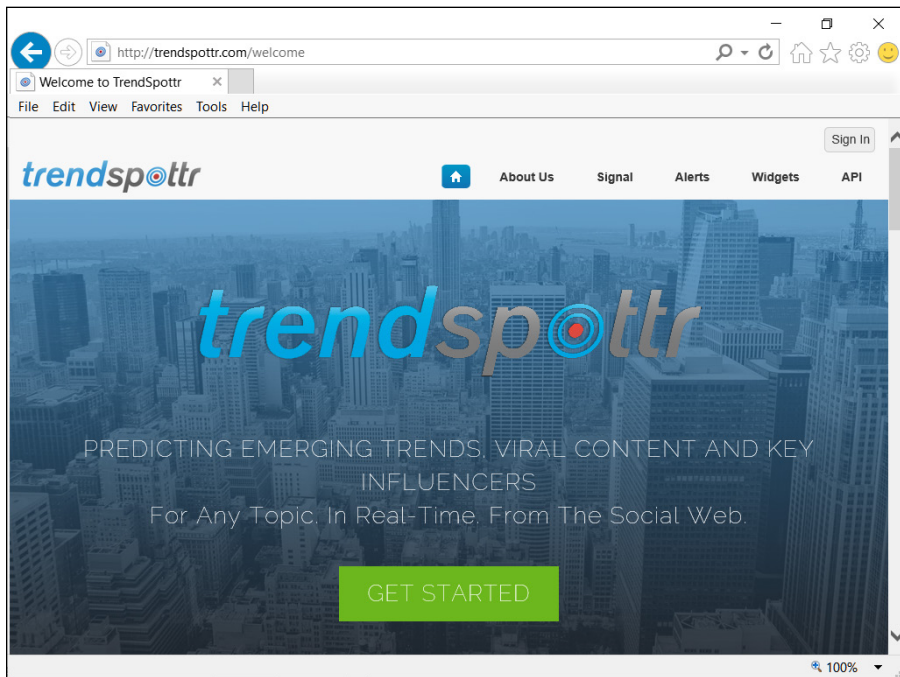 http://trendspottr.com/welcome
Welcome to TrendSpottr
File Edit View Favorites Tools Help
Sign In
trendspottr
About Us Signal Alerts Widgets API
trendspottr
PREDICTING EMERGING TRENDS, VIRAL CONTENT AND KEY
INFLUENCERS
For Any Topic. In Real-Time. From The Social Web.
GET STARTED
100%